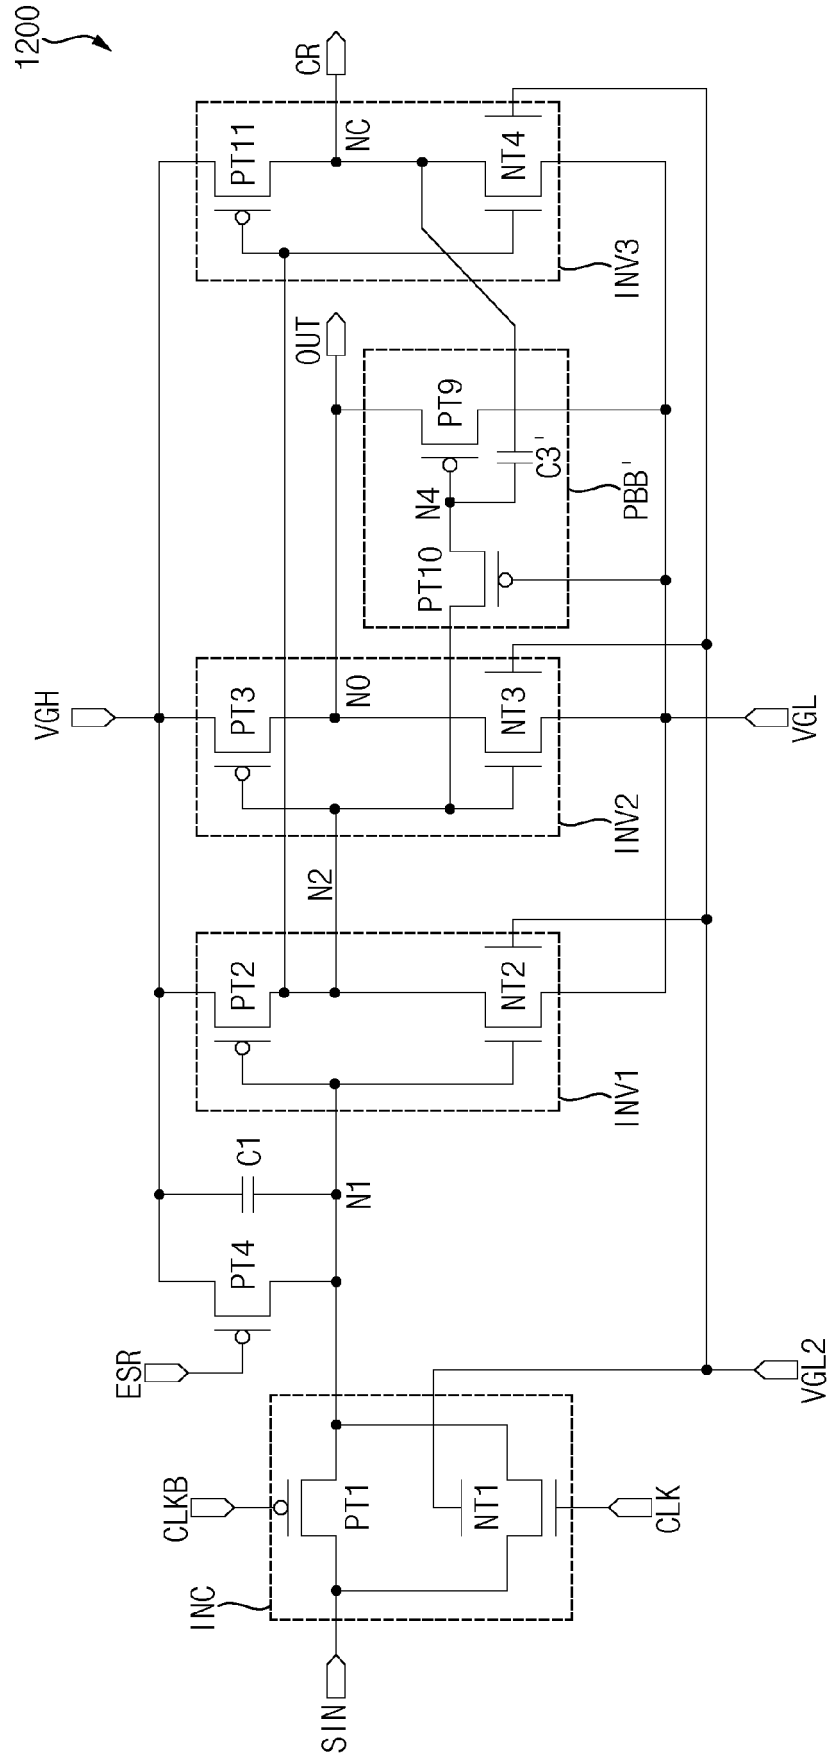 1200
VGH
ESR
CLKB
INC
SIN
PT1
NT1
CLK
VGL2
PT4
C1
N1
PT2
NT2
INV1
N2
PT3
NO
NT3
INV2
VGL
PT10
N4
PT9
C3'
PBB'
OUT
PT11
NC
NT4
INV3
CR